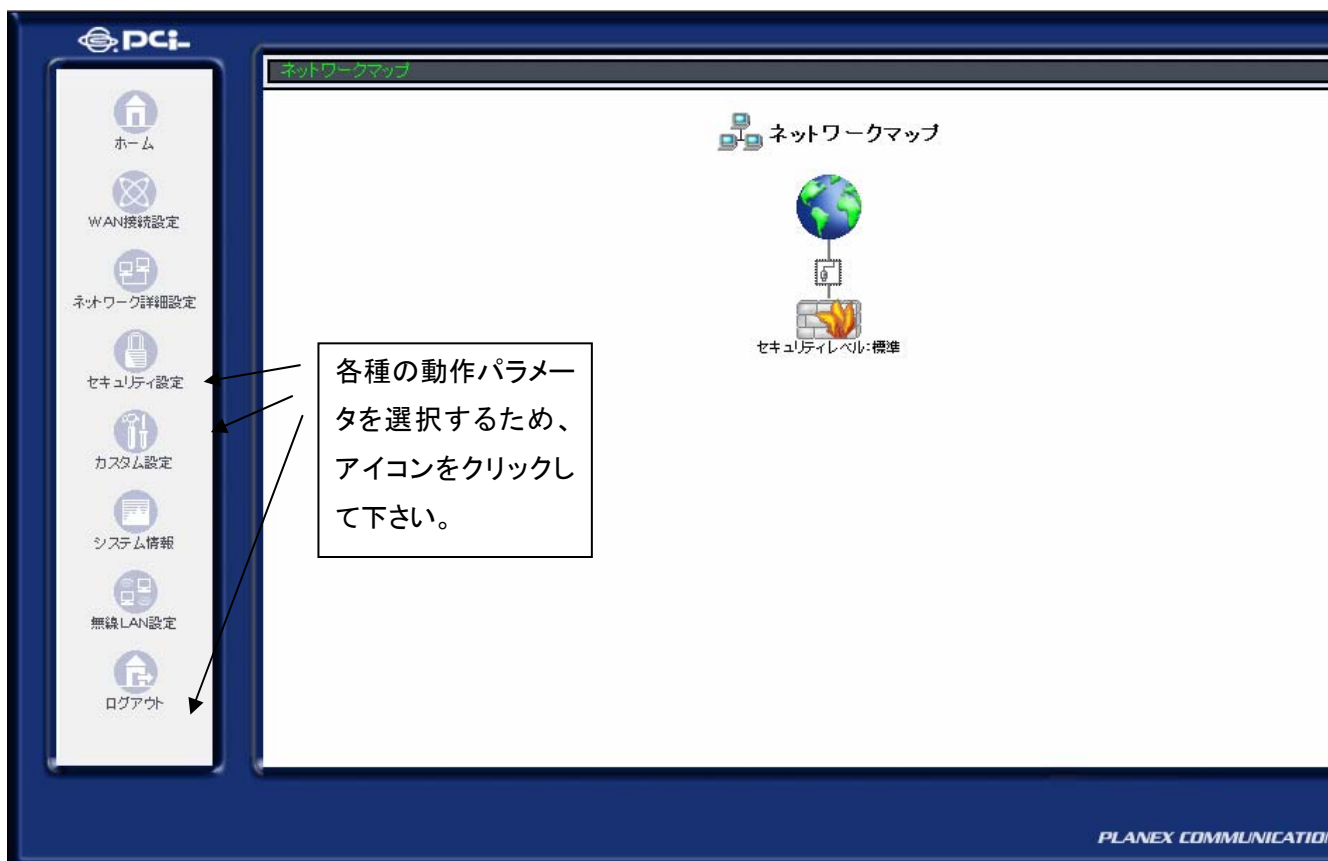 PCi
ネットワークマップ
ホーム
WAN接続設定
ネットワーク詳細設定
セキュリティ設定
カスタム設定
システム情報
無線LAN設定
ログアウト
ネットワークマップ
セキュリティレベル:標準
各種の動作パラメー
タを選択するため、
アイコンをクリックし
て下さい。
PLANEX COMMUNICATION